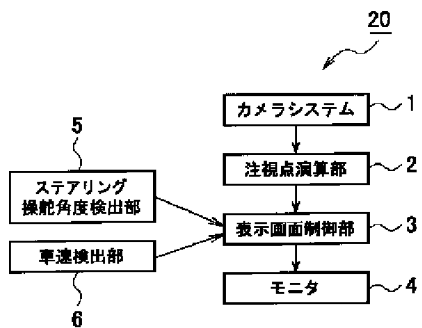 20
カメラシステム
1
5
注視点演算部
2
ステアリング
操舵角度検出部
表示画面制御部
3
車速検出部
6
モニタ
4